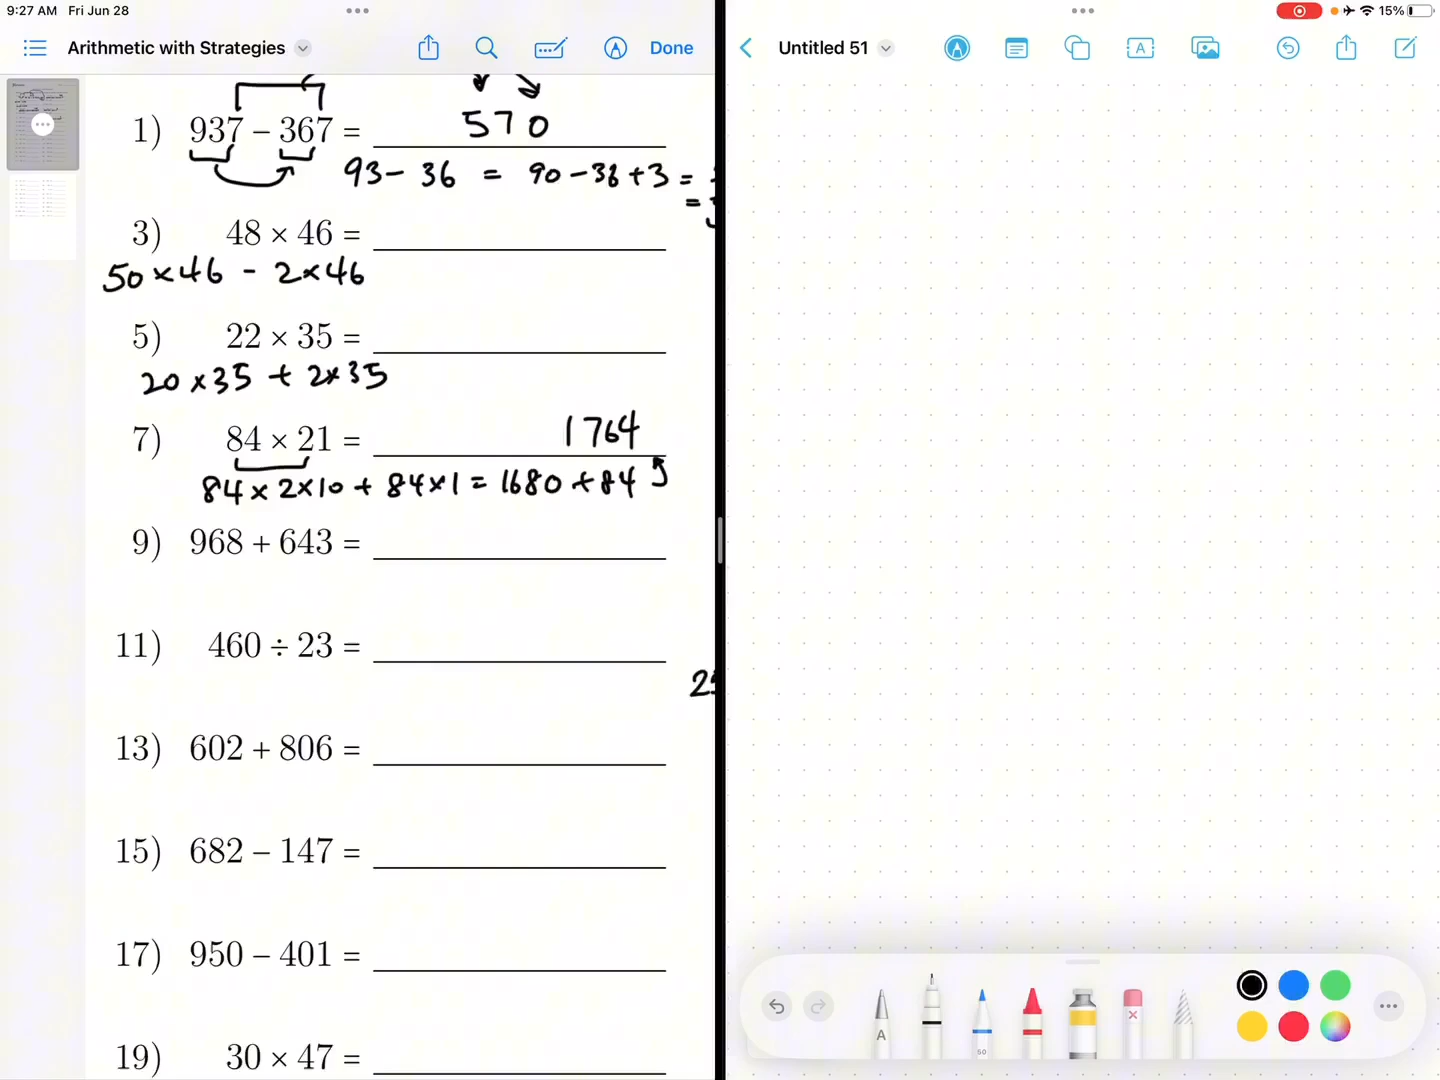 9:27 AM Fri Jun 28
15%
Arithmetic with Strategies
Done
Untitled 51
1) 937 − 367 = 570
93 − 36 = 90 − 36 + 3 =
=
3) 48 × 46 =
50 × 46 − 2 × 46
5) 22 × 35 =
20 × 35 + 2 × 35
7) 84 × 21 = 1764
84 × 2 × 10 + 84 × 1 = 1680 + 84
9) 968 + 643 =
11) 460 ÷ 23 =
13) 602 + 806 =
15) 682 − 147 =
17) 950 − 401 =
19) 30 × 47 =
A
A
50